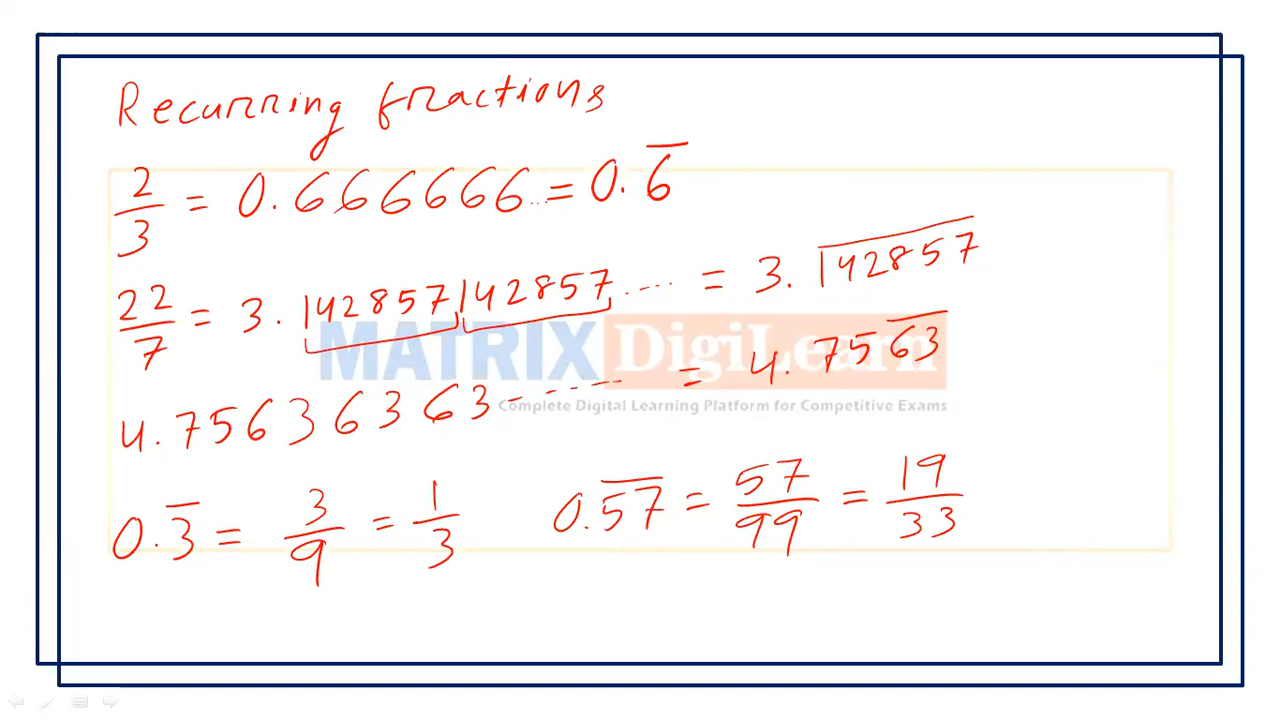 Recurring fractions
2/3 = 0.666666... = 0.6̅
22/7 = 3.142857142857..... = 3.1̅4̅2̅8̅5̅7̅
4.75636363------ = 4.756̅3̅
MATRIX DigiLearn
Complete Digital Learning Platform for Competitive Exams
0.3̅ = 3/9 = 1/3 0.5̅7̅ = 57/99 = 19/33